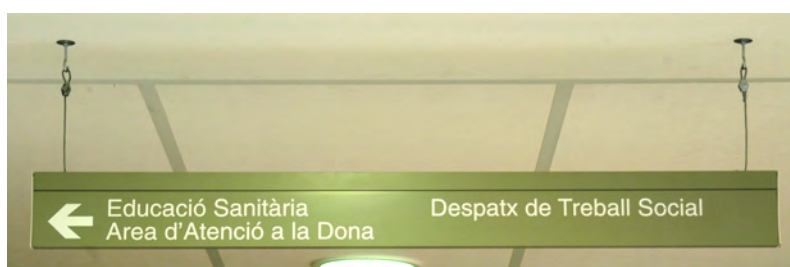 Educació Sanitària
Area d'Atenció a la Dona
Despatx de Treball Social